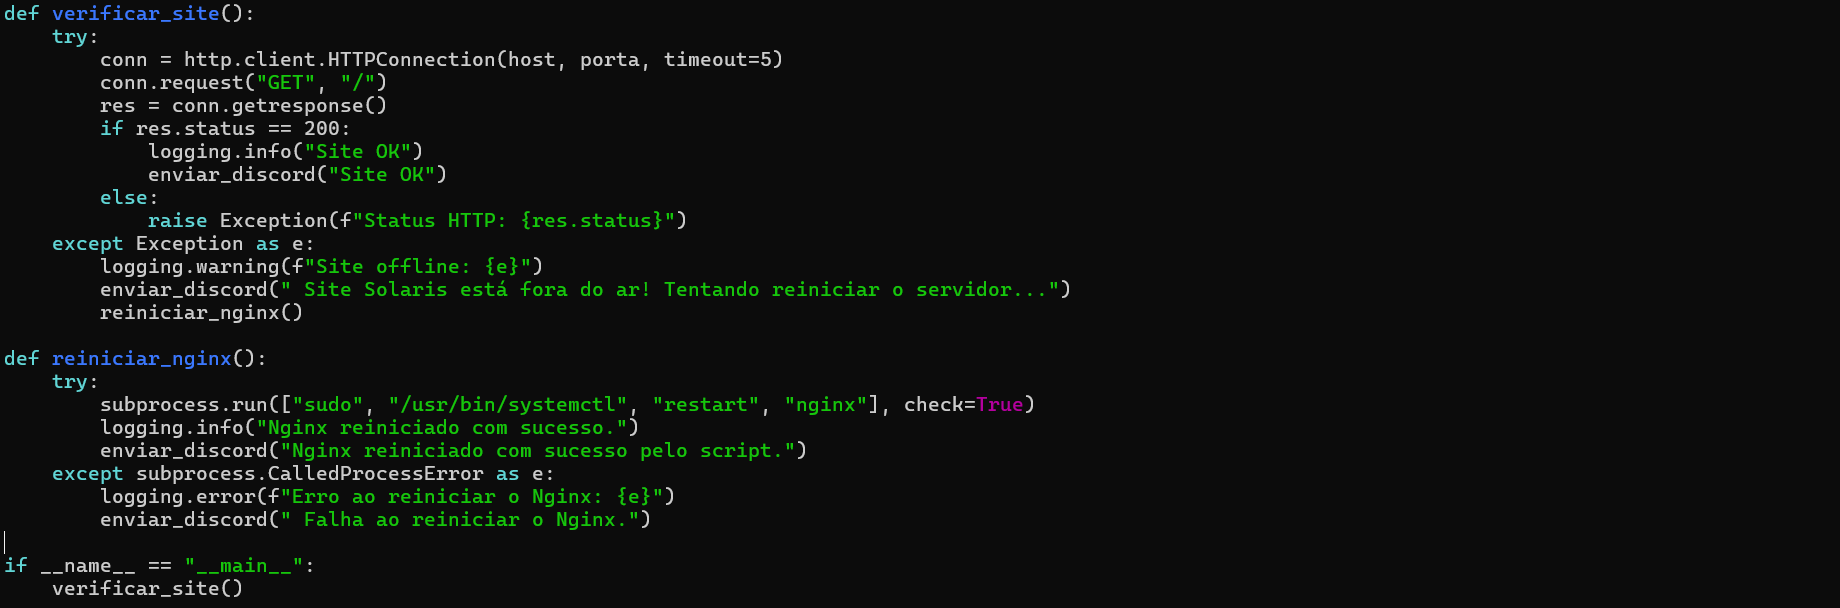 def verificar_site():
    try:
        conn = http.client.HTTPConnection(host, porta, timeout=5)
        conn.request("GET", "/")
        res = conn.getresponse()
        if res.status == 200:
            logging.info("Site OK")
            enviar_discord("Site OK")
        else:
            raise Exception(f"Status HTTP: {res.status}")
    except Exception as e:
        logging.warning(f"Site offline: {e}")
        enviar_discord(" Site Solaris está fora do ar! Tentando reiniciar o servidor...")
        reiniciar_nginx()

def reiniciar_nginx():
    try:
        subprocess.run(["sudo", "/usr/bin/systemctl", "restart", "nginx"], check=True)
        logging.info("Nginx reiniciado com sucesso.")
        enviar_discord("Nginx reiniciado com sucesso pelo script.")
    except subprocess.CalledProcessError as e:
        logging.error(f"Erro ao reiniciar o Nginx: {e}")
        enviar_discord(" Falha ao reiniciar o Nginx.")

if __name__ == "__main__":
    verificar_site()